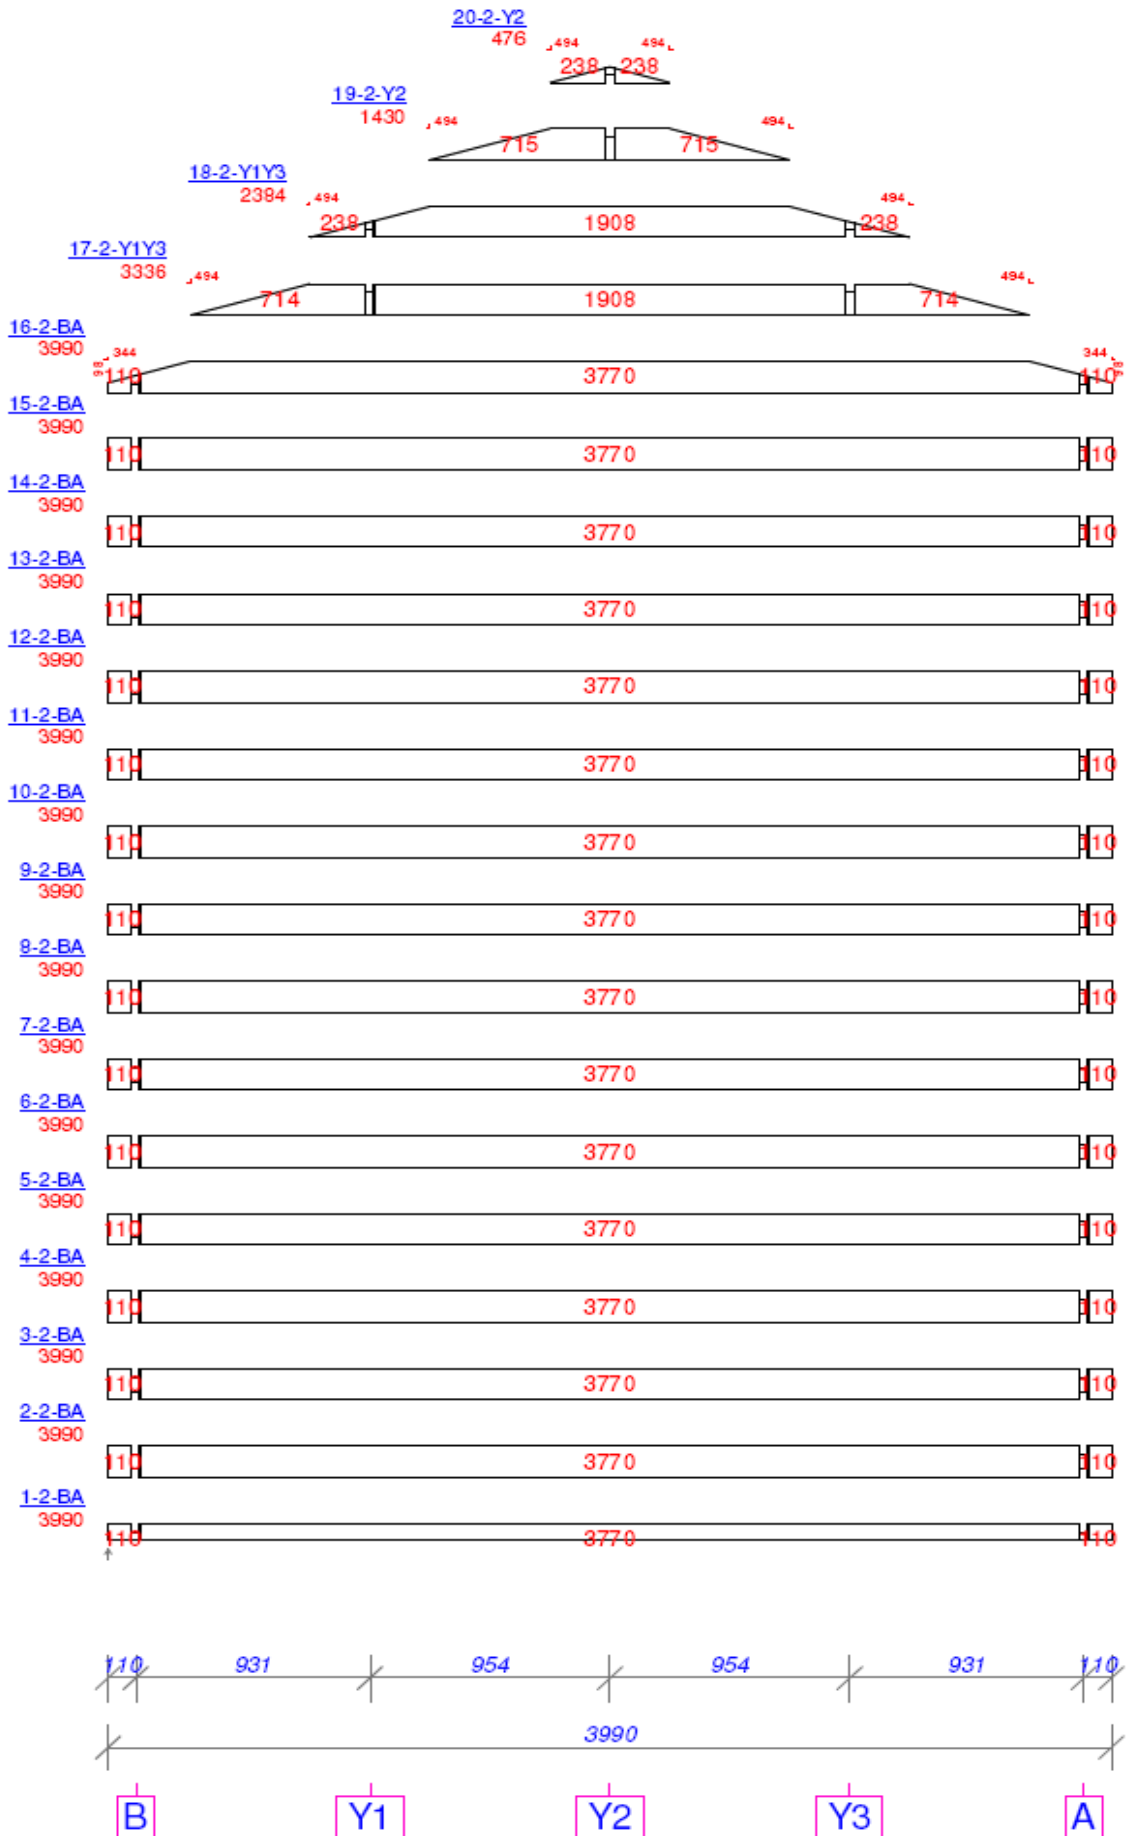 20-2-Y2
476 494 494
238 238
19-2-Y2
1430 494 494
715 715
18-2-Y1Y3
2384 494 494
238 1908 238
17-2-Y1Y3
3336 494 494
714 1908 714
16-2-BA
3990 344 344
98 98
110 3770 110
15-2-BA
3990
110 3770 110
14-2-BA
3990
110 3770 110
13-2-BA
3990
110 3770 110
12-2-BA
3990
110 3770 110
11-2-BA
3990
110 3770 110
10-2-BA
3990
110 3770 110
9-2-BA
3990
110 3770 110
8-2-BA
3990
110 3770 110
7-2-BA
3990
110 3770 110
6-2-BA
3990
110 3770 110
5-2-BA
3990
110 3770 110
4-2-BA
3990
110 3770 110
3-2-BA
3990
110 3770 110
2-2-BA
3990
110 3770 110
1-2-BA
3990
110 3770 110
110 931 954 954 931 110
3990
B Y1 Y2 Y3 A